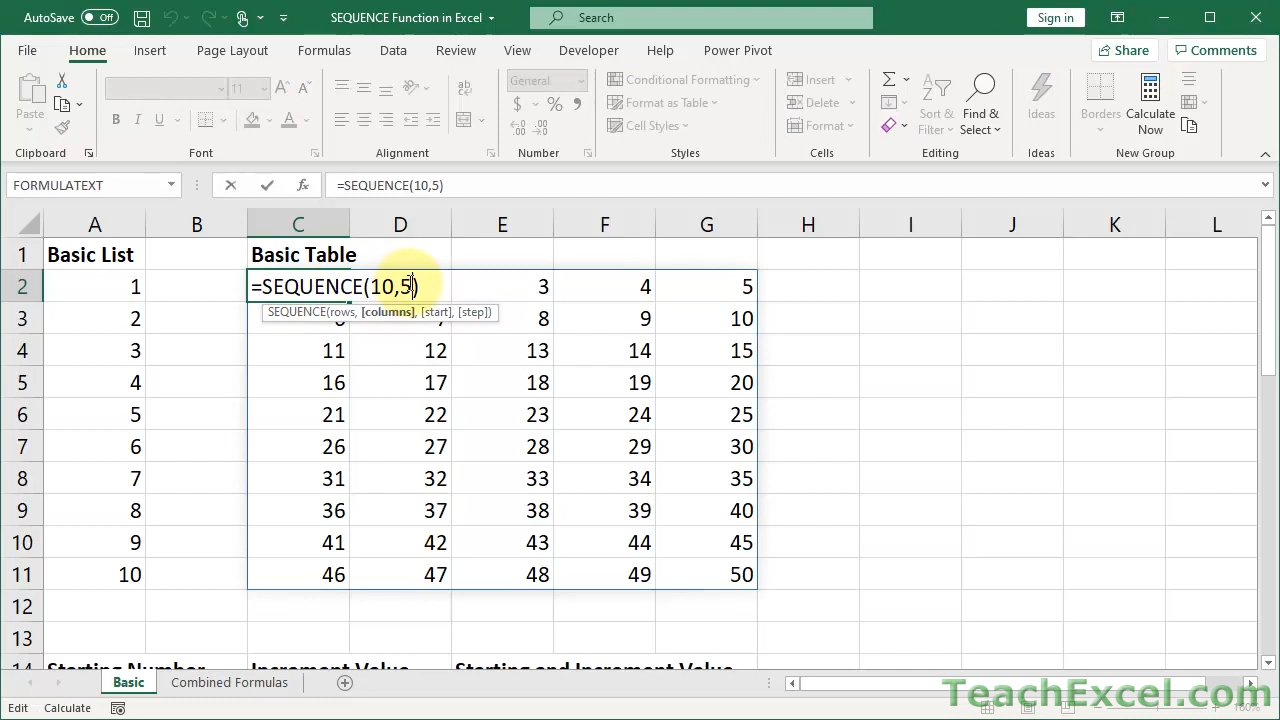 AutoSave Off SEQUENCE Function in Excel Search Sign in
File Home Insert Page Layout Formulas Data Review View Developer Help Power Pivot Share Comments
Paste 11 General Conditional Formatting Insert Sort & Find & Ideas Borders Calculate
B I U $ % Format as Table Delete Filter Select Now
Cell Styles Format
Clipboard Font Alignment Number Styles Cells Editing Ideas New Group
FORMULATEXT fx =SEQUENCE(10,5)
A B C D E F G H I J K L
1 Basic List Basic Table
2 1 =SEQUENCE(10,5) 3 4 5
SEQUENCE(rows, [columns], [start], [step])
3 2 8 9 10
4 3 11 12 13 14 15
5 4 16 17 18 19 20
6 5 21 22 23 24 25
7 6 26 27 28 29 30
8 7 31 32 33 34 35
9 8 36 37 38 39 40
10 9 41 42 43 44 45
11 10 46 47 48 49 50
12
13
14 Starting Number Increment Value Starting and Increment Value
Basic Combined Formulas
Edit Calculate 100%
TeachExcel.com